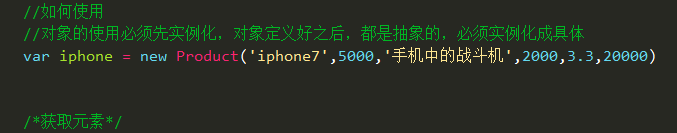 //如何使用
//对象的使用必须先实例化，对象定义好之后，都是抽象的，必须实例化成具体
var iphone = new Product('iphone7',5000,'手机中的战斗机',2000,3.3,20000)
/*获取元素*/